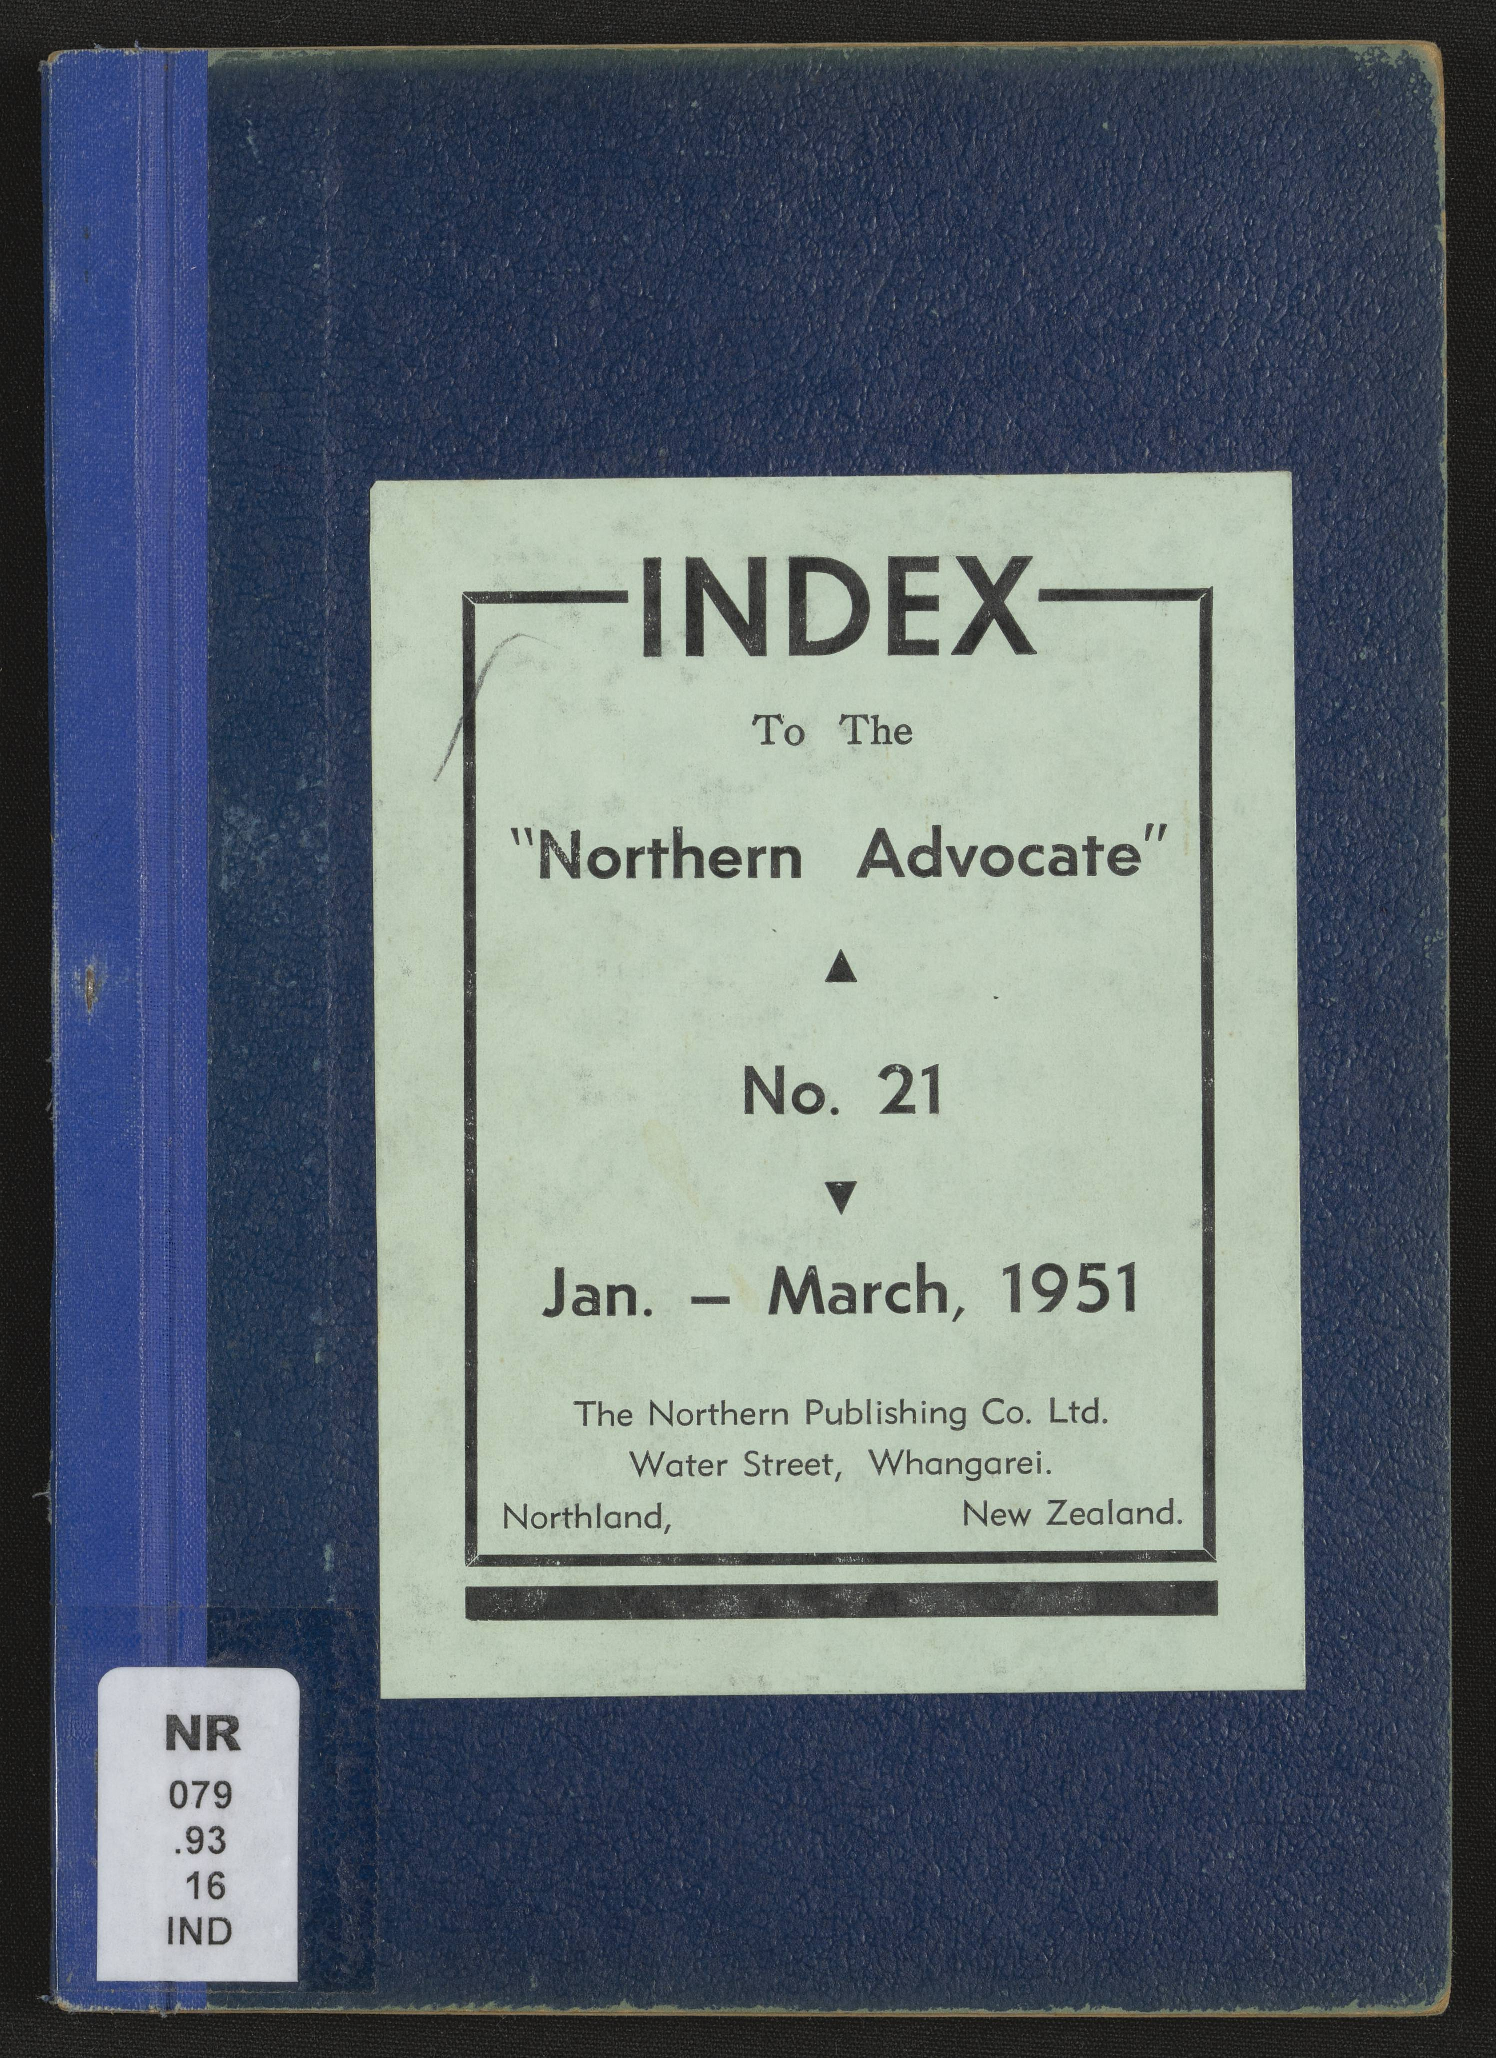 INDEX
To The
"Northern Advocate"
No. 21
Jan. – March, 1951
The Northern Publishing Co. Ltd.
Water Street, Whangarei.
Northland, New Zealand.
NR
079
.93
16
IND